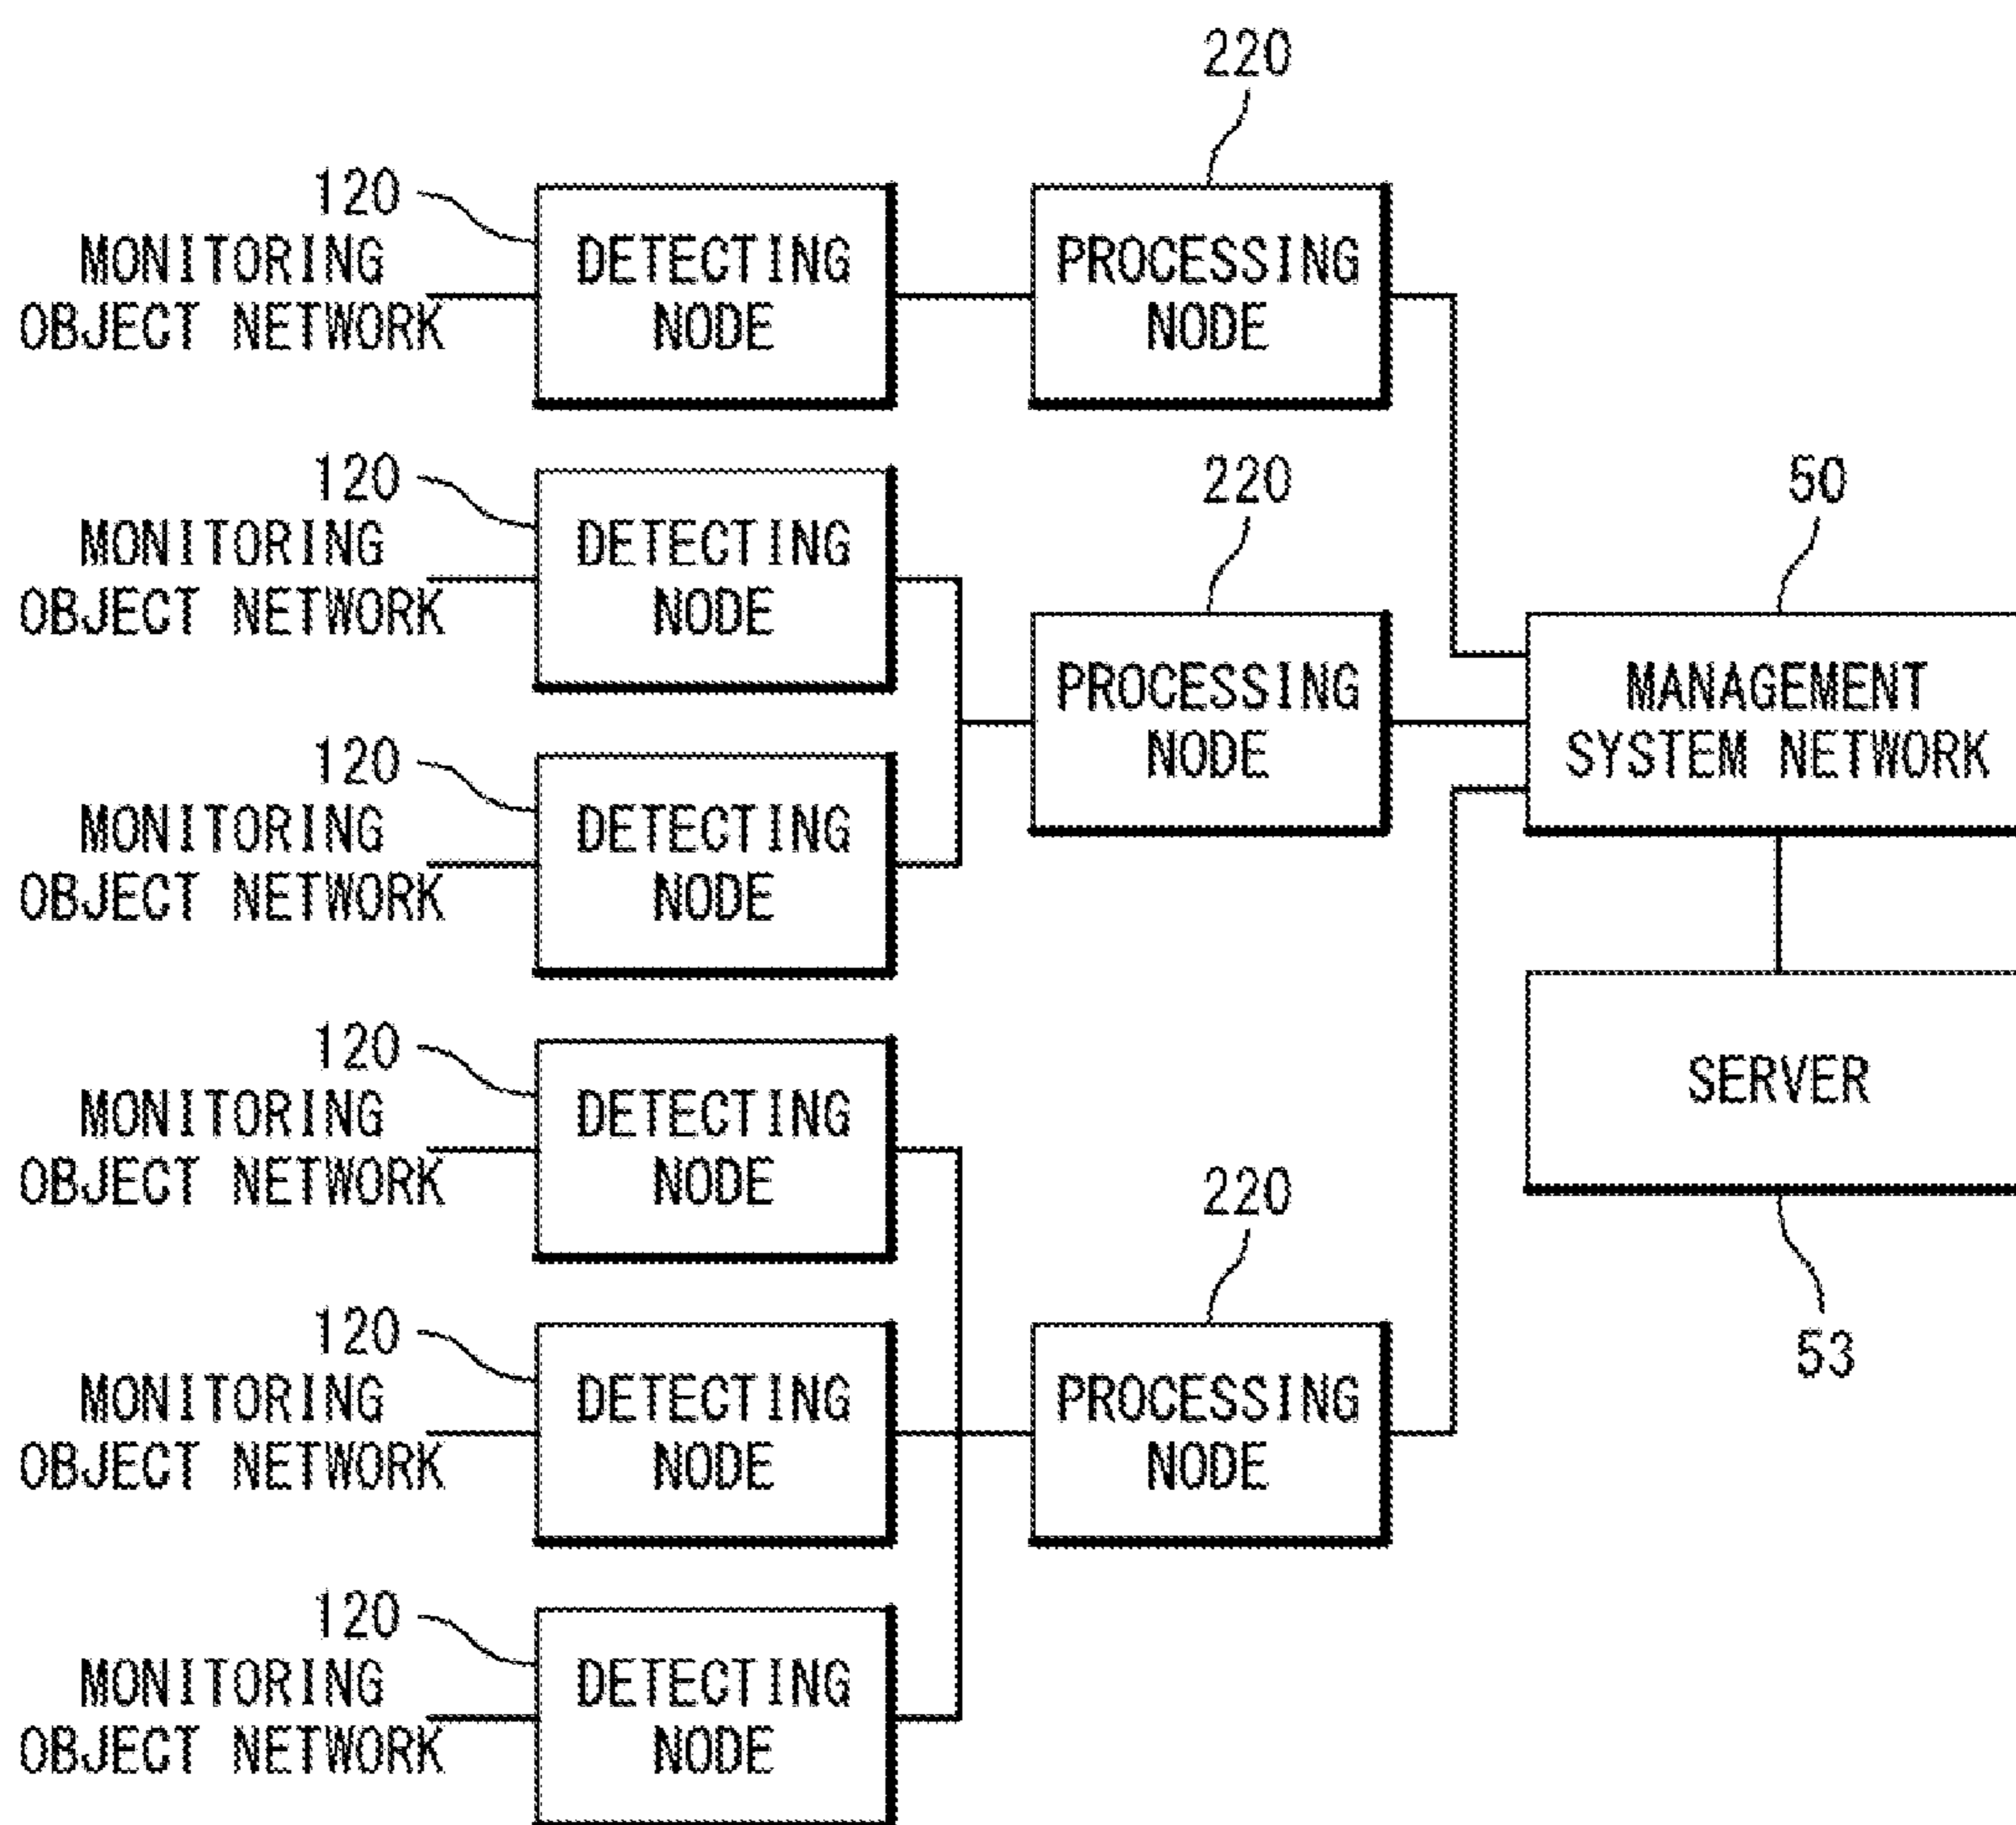 220
120
MONITORING
OBJECT NETWORK
DETECTING
NODE
PROCESSING
NODE
120
MONITORING
OBJECT NETWORK
DETECTING
NODE
220
PROCESSING
NODE
50
MANAGEMENT
SYSTEM NETWORK
120
MONITORING
OBJECT NETWORK
DETECTING
NODE
SERVER
53
120
MONITORING
OBJECT NETWORK
DETECTING
NODE
220
PROCESSING
NODE
120
MONITORING
OBJECT NETWORK
DETECTING
NODE
120
MONITORING
OBJECT NETWORK
DETECTING
NODE